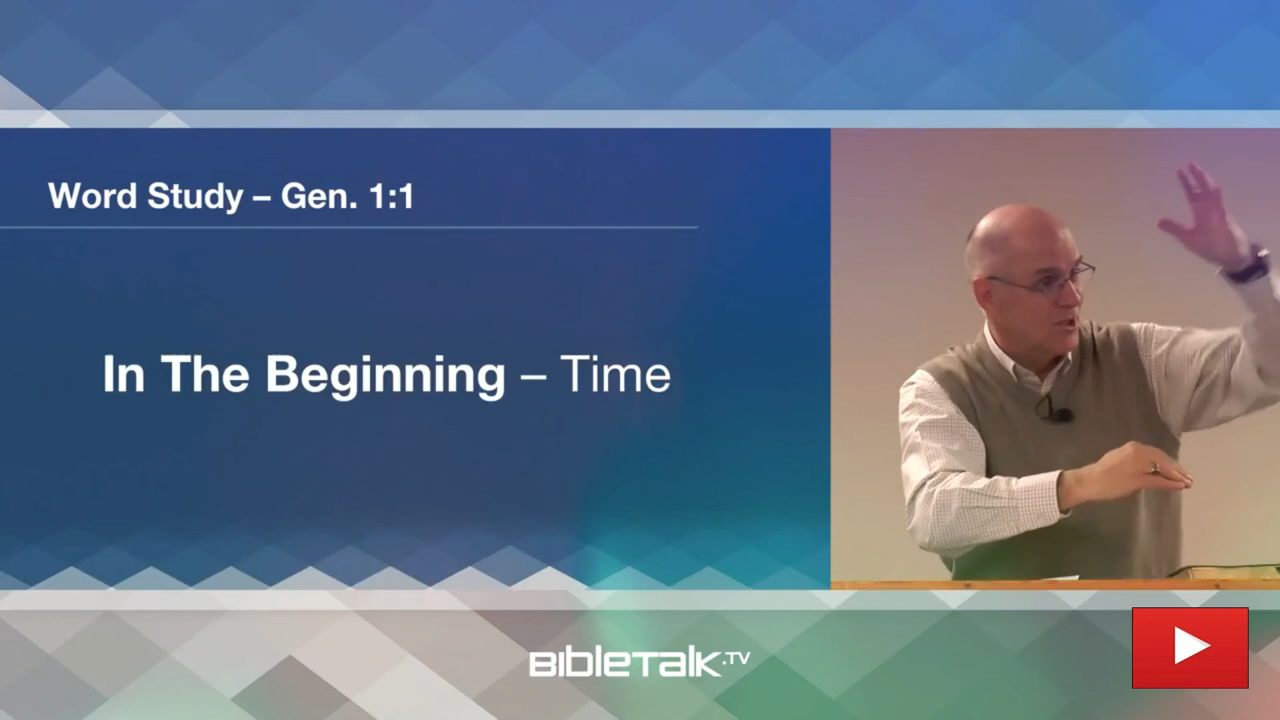 Word Study – Gen. 1:1
In The Beginning – Time
BibleTalk.TV